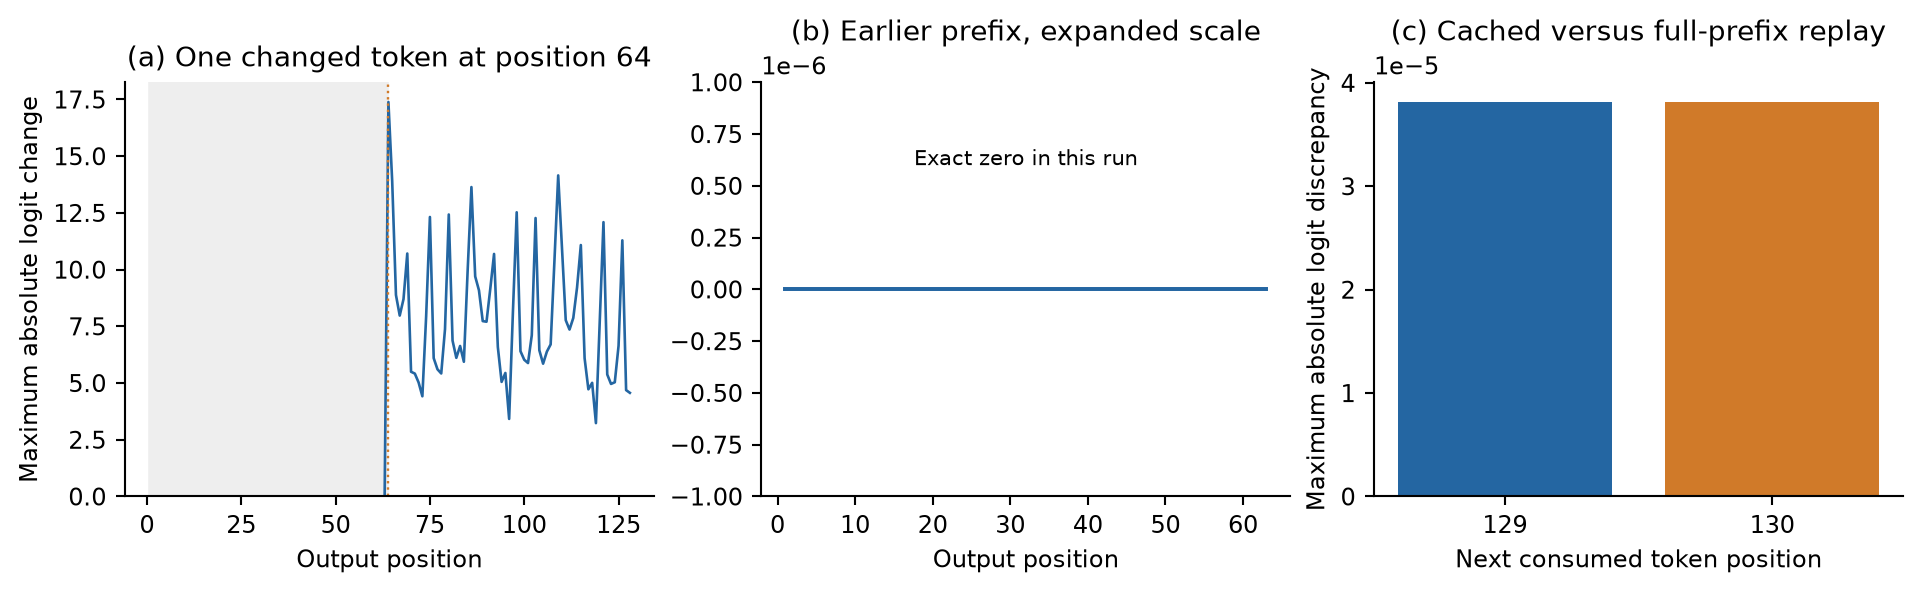 (a) One changed token at position 64
Maximum absolute logit change
17.5
15.0
12.5
10.0
7.5
5.0
2.5
0.0
0 25 50 75 100 125
Output position
(b) Earlier prefix, expanded scale
1e−6
1.00
0.75
0.50
0.25
0.00
−0.25
−0.50
−0.75
−1.00
Exact zero in this run
0 10 20 30 40 50 60
Output position
(c) Cached versus full-prefix replay
1e−5
Maximum absolute logit discrepancy
4
3
2
1
0
129 130
Next consumed token position